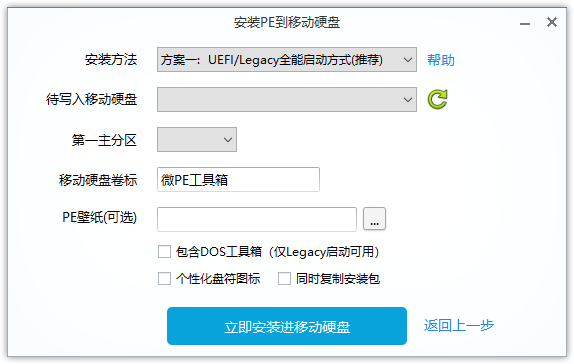 安装PE到移动硬盘
安装方法 方案一：UEFI/Legacy全能启动方式(推荐) 帮助
待写入移动硬盘
第一主分区
移动硬盘卷标 微PE工具箱
PE壁纸(可选) ...
包含DOS工具箱（仅Legacy启动可用）
个性化盘符图标 同时复制安装包
立即安装进移动硬盘 返回上一步